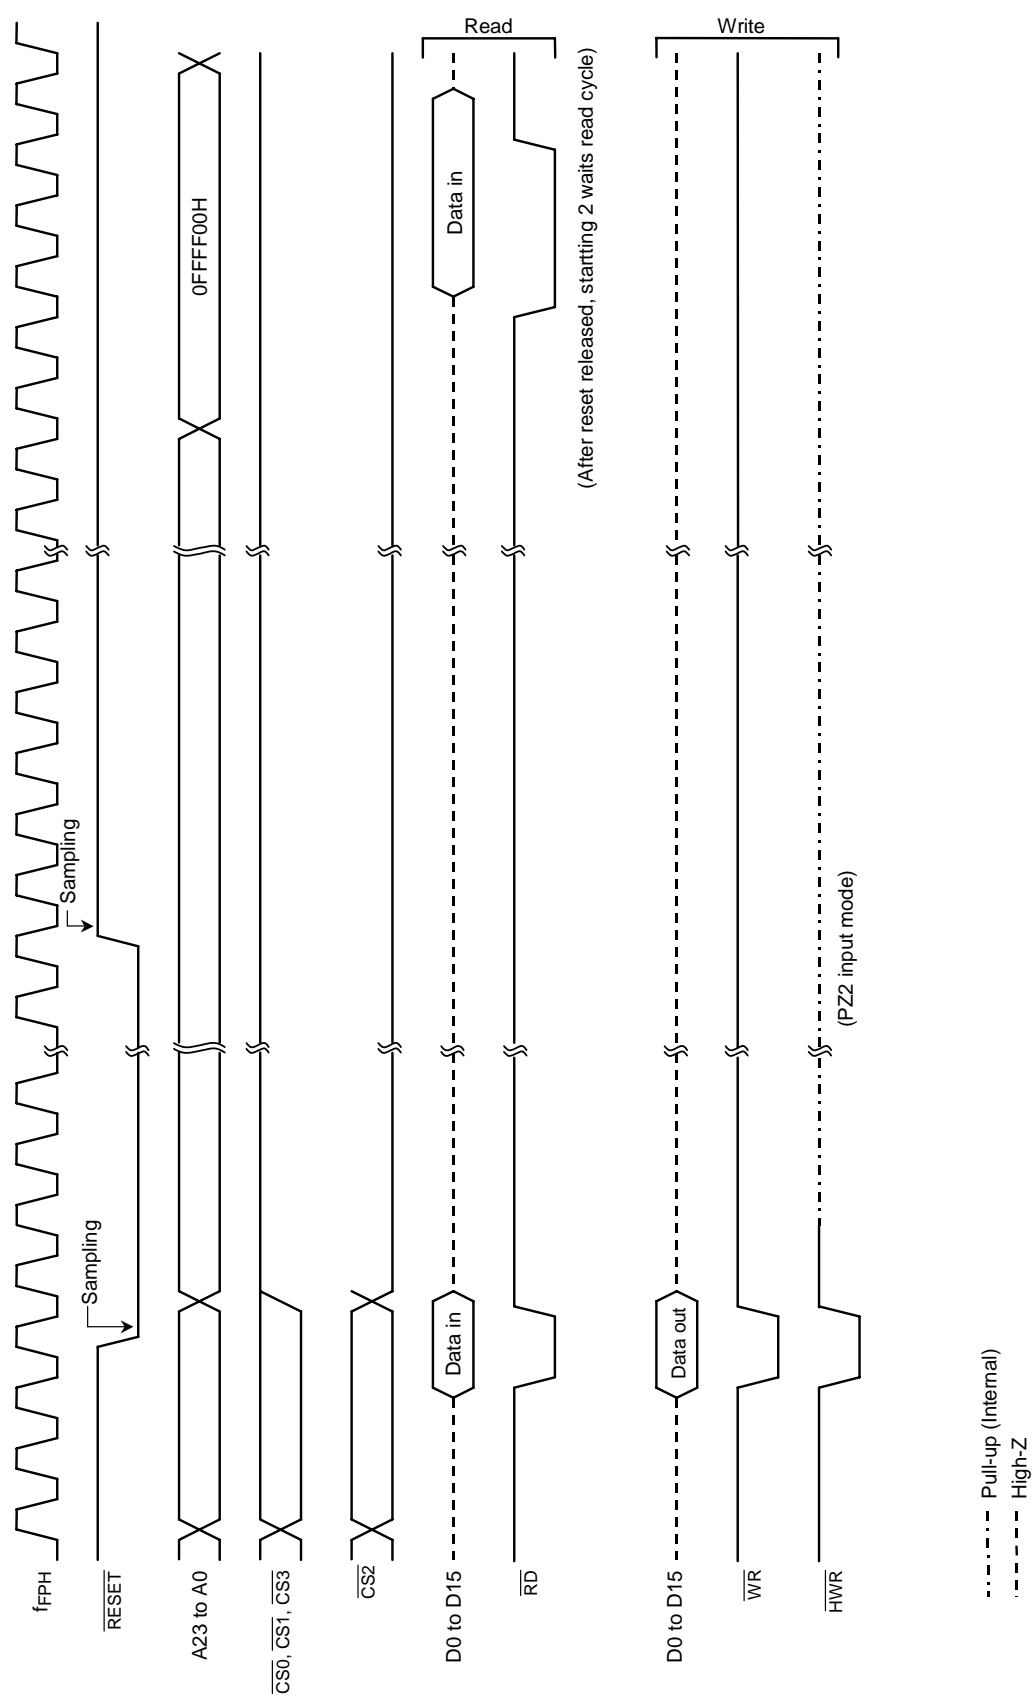 Read
Write
fFPH
Sampling
Sampling
RESET
0FFFF00H
A23 to A0
CS0, CS1, CS3
CS2
Data in
Data in
D0 to D15
RD
(After reset released, startting 2 waits read cycle)
Data out
D0 to D15
WR
HWR
(PZ2 input mode)
Pull-up (Internal)
High-Z